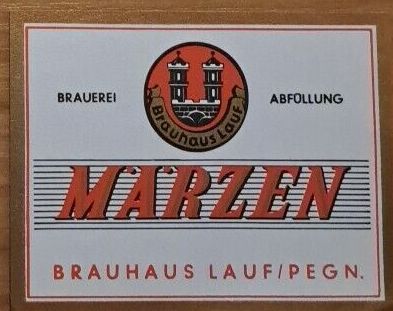 BRAUEREI
Brauhaus Lauf
ABFÜLLUNG
MÄRZEN
BRAUHAUS LAUF/PEGN.